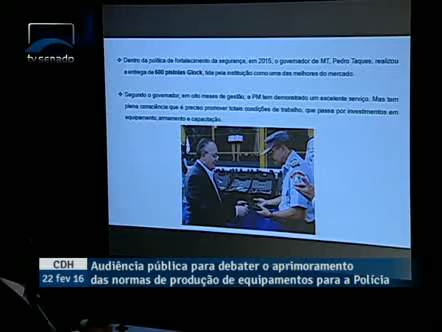 tv senado
❖ Dentro da política de fortalecimento da segurança, em 2015, o governador de MT, Pedro Taques, realizou
a entrega de 600 pistolas Glock, tida pela instituição como uma das melhores do mercado.
❖ Segundo o governador, em oito meses de gestão, a PM tem demonstrado um excelente serviço. Mas tem
plena consciência que é preciso promover totais condições de trabalho, que passa por investimentos em
equipamento, armamento e capacitação.
CDH
22 fev 16
Audiência pública para debater o aprimoramento
das normas de produção de equipamentos para a Polícia